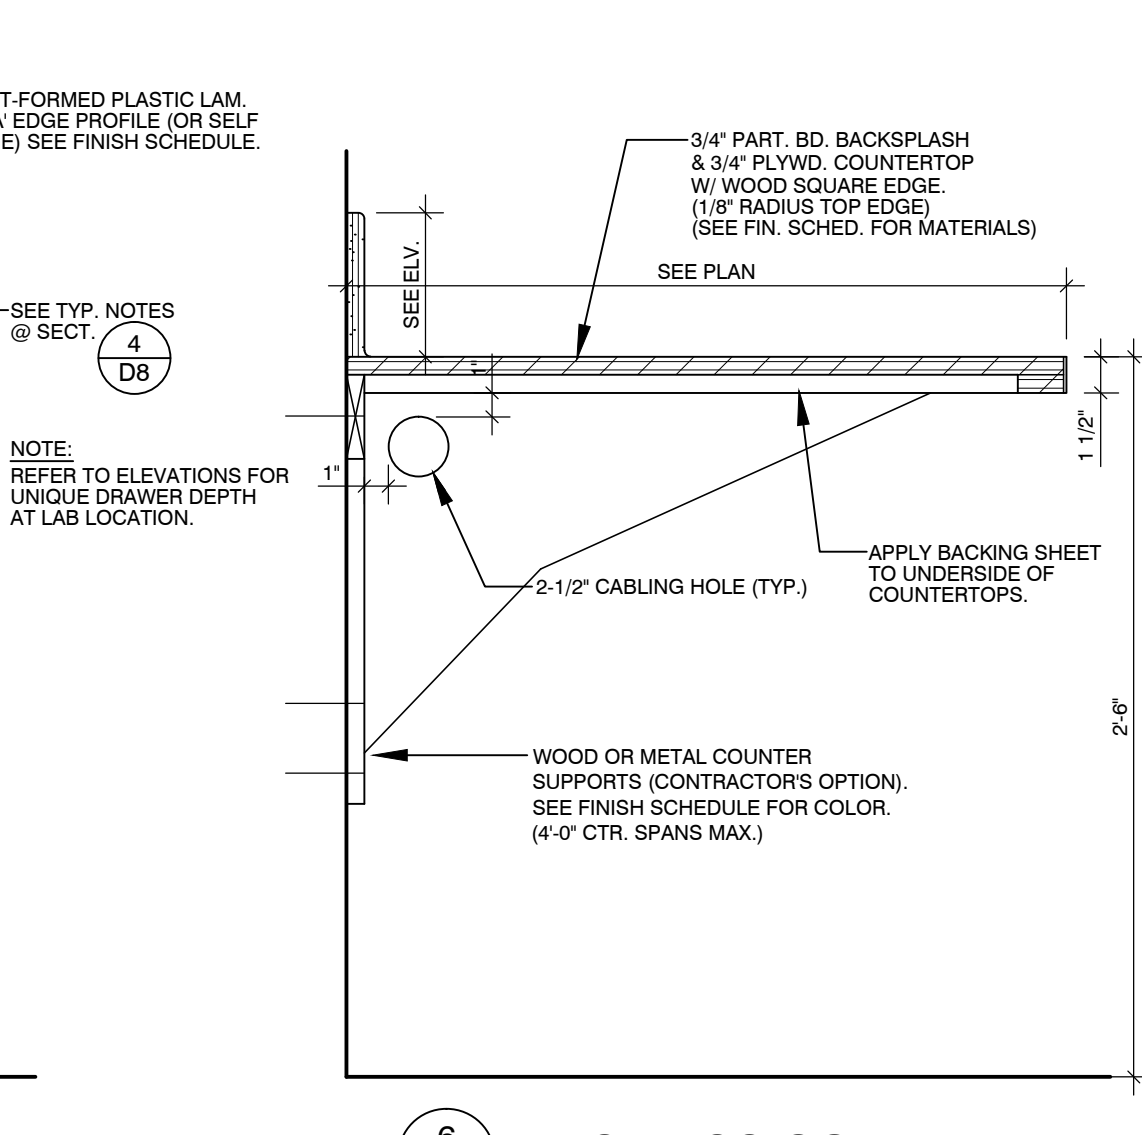 T-FORMED PLASTIC LAM.
' EDGE PROFILE (OR SELF
E) SEE FINISH SCHEDULE.
3/4" PART. BD. BACKSPLASH
& 3/4" PLYWD. COUNTERTOP
W/ WOOD SQUARE EDGE.
(1/8" RADIUS TOP EDGE)
(SEE FIN. SCHED. FOR MATERIALS)
SEE ELV.
SEE PLAN
SEE TYP. NOTES
@ SECT.
4
D8
1"
1 1/2"
NOTE:
REFER TO ELEVATIONS FOR
UNIQUE DRAWER DEPTH
AT LAB LOCATION.
1"
2-1/2" CABLING HOLE (TYP.)
APPLY BACKING SHEET
TO UNDERSIDE OF
COUNTERTOPS.
2'-6"
WOOD OR METAL COUNTER
SUPPORTS (CONTRACTOR'S OPTION).
SEE FINISH SCHEDULE FOR COLOR.
(4'-0" CTR. SPANS MAX.)
6